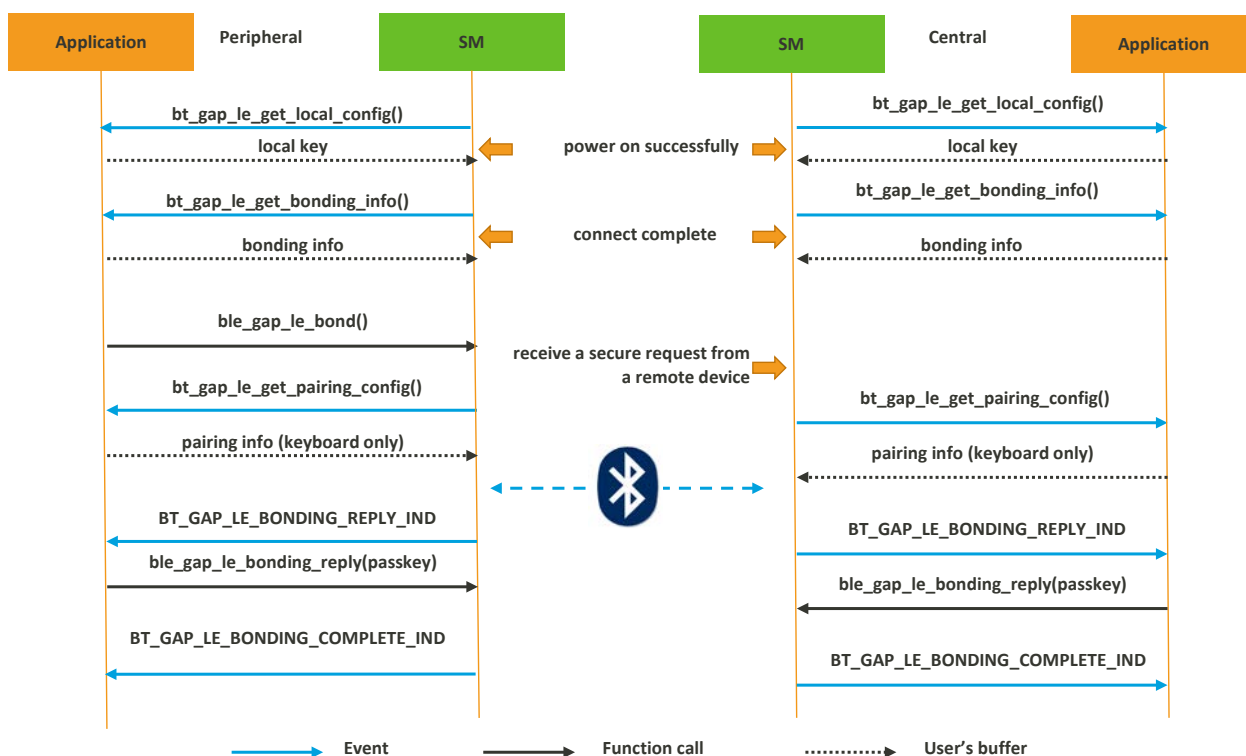 Application
Peripheral
SM
SM
Central
Application
bt_gap_le_get_local_config()
bt_gap_le_get_local_config()
local key
power on successfully
local key
bt_gap_le_get_bonding_info()
bt_gap_le_get_bonding_info()
bonding info
connect complete
bonding info
ble_gap_le_bond()
receive a secure request from
a remote device
bt_gap_le_get_pairing_config()
bt_gap_le_get_pairing_config()
pairing info (keyboard only)
pairing info (keyboard only)
BT_GAP_LE_BONDING_REPLY_IND
BT_GAP_LE_BONDING_REPLY_IND
ble_gap_le_bonding_reply(passkey)
ble_gap_le_bonding_reply(passkey)
BT_GAP_LE_BONDING_COMPLETE_IND
BT_GAP_LE_BONDING_COMPLETE_IND
Event
Function call
User's buffer